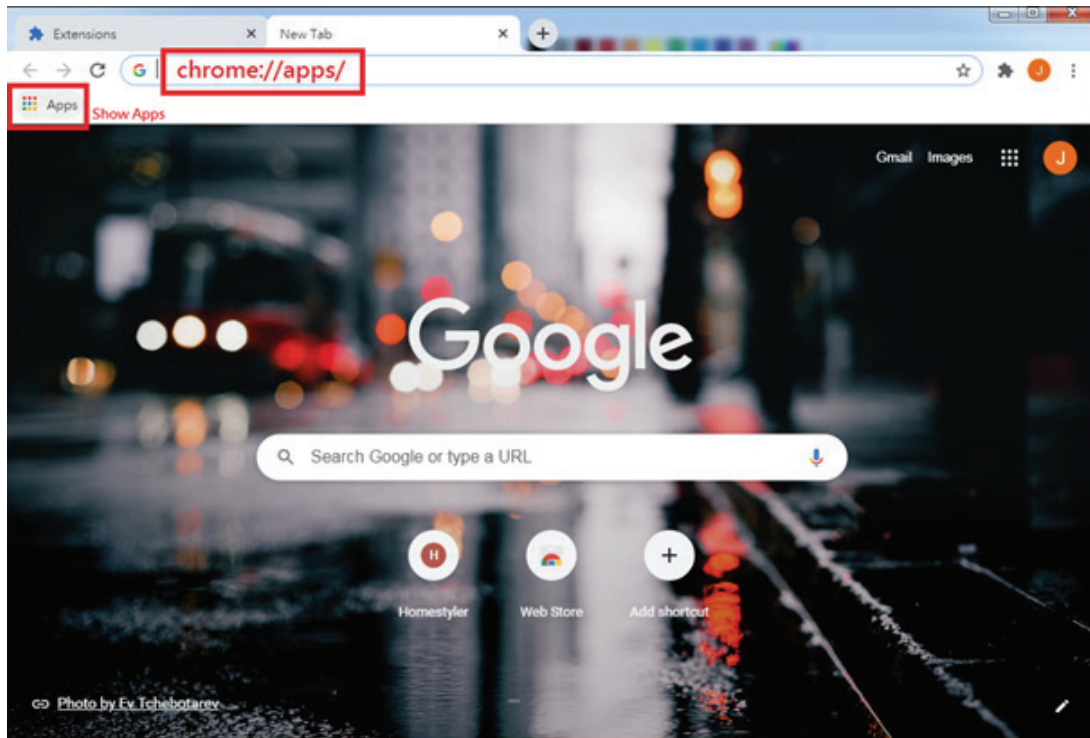 Extensions
New Tab
chrome://apps/
Apps
Show Apps
Gmail Images
J
J
Google
Search Google or type a URL
H
Homestyler
Web Store
Add shortcut
Photo by Ev Tchebotarev